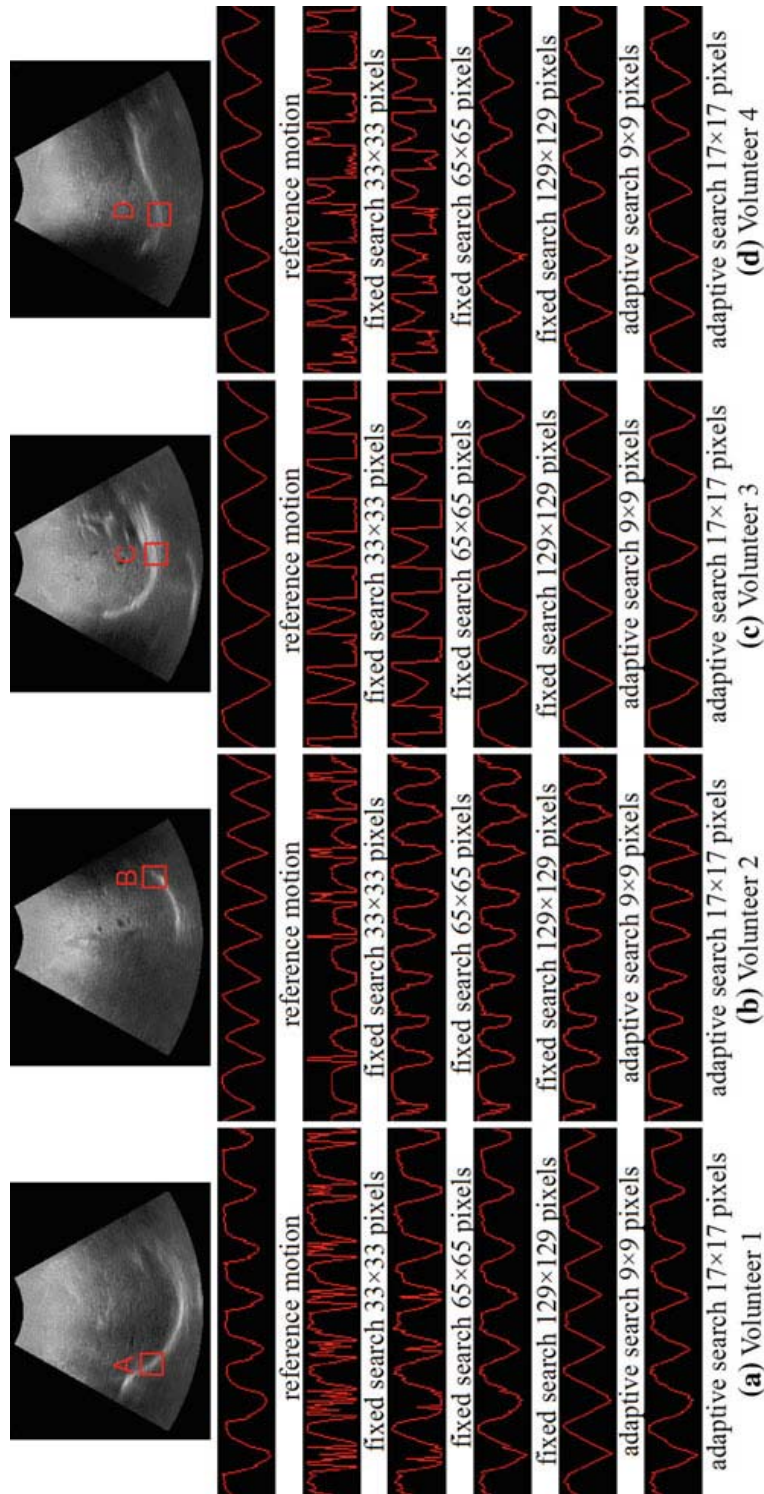 A
reference motion
fixed search 33×33 pixels
fixed search 65×65 pixels
fixed search 129×129 pixels
adaptive search 9×9 pixels
adaptive search 17×17 pixels
(a) Volunteer 1
B
reference motion
fixed search 33×33 pixels
fixed search 65×65 pixels
fixed search 129×129 pixels
adaptive search 9×9 pixels
adaptive search 17×17 pixels
(b) Volunteer 2
C
reference motion
fixed search 33×33 pixels
fixed search 65×65 pixels
fixed search 129×129 pixels
adaptive search 9×9 pixels
adaptive search 17×17 pixels
(c) Volunteer 3
D
reference motion
fixed search 33×33 pixels
fixed search 65×65 pixels
fixed search 129×129 pixels
adaptive search 9×9 pixels
adaptive search 17×17 pixels
(d) Volunteer 4